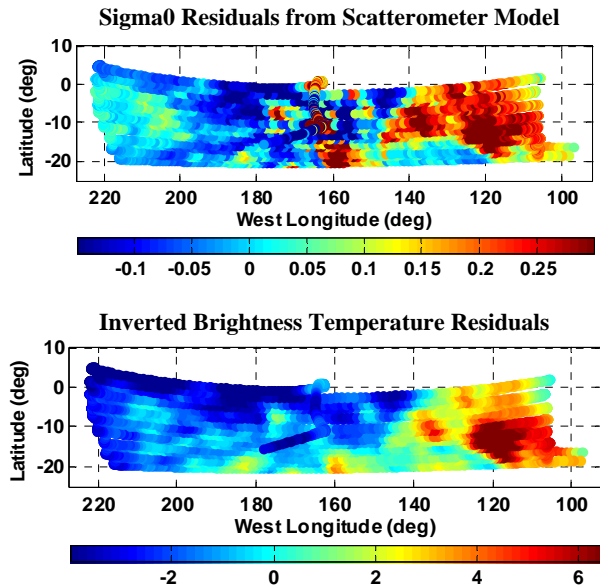 Sigma0 Residuals from Scatterometer Model
10
0
-10
-20
Latitude (deg)
220 200 180 160 140 120 100
West Longitude (deg)
-0.1 -0.05 0 0.05 0.1 0.15 0.2 0.25
Inverted Brightness Temperature Residuals
10
0
-10
-20
Latitude (deg)
220 200 180 160 140 120 100
West Longitude (deg)
-2 0 2 4 6